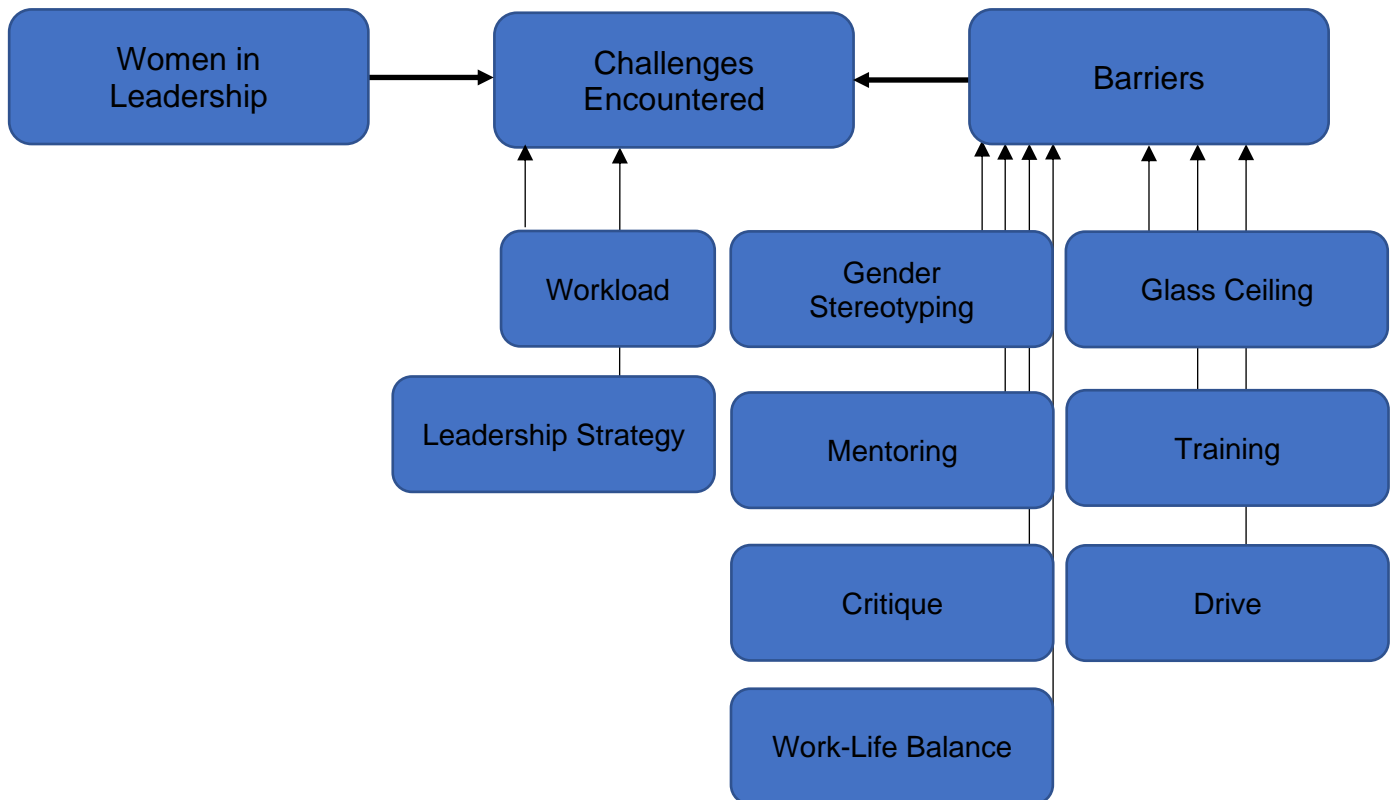 Women in
Leadership
Challenges
Encountered
Barriers
Workload
Gender
Stereotyping
Glass Ceiling
Leadership Strategy
Mentoring
Training
Critique
Drive
Work-Life Balance